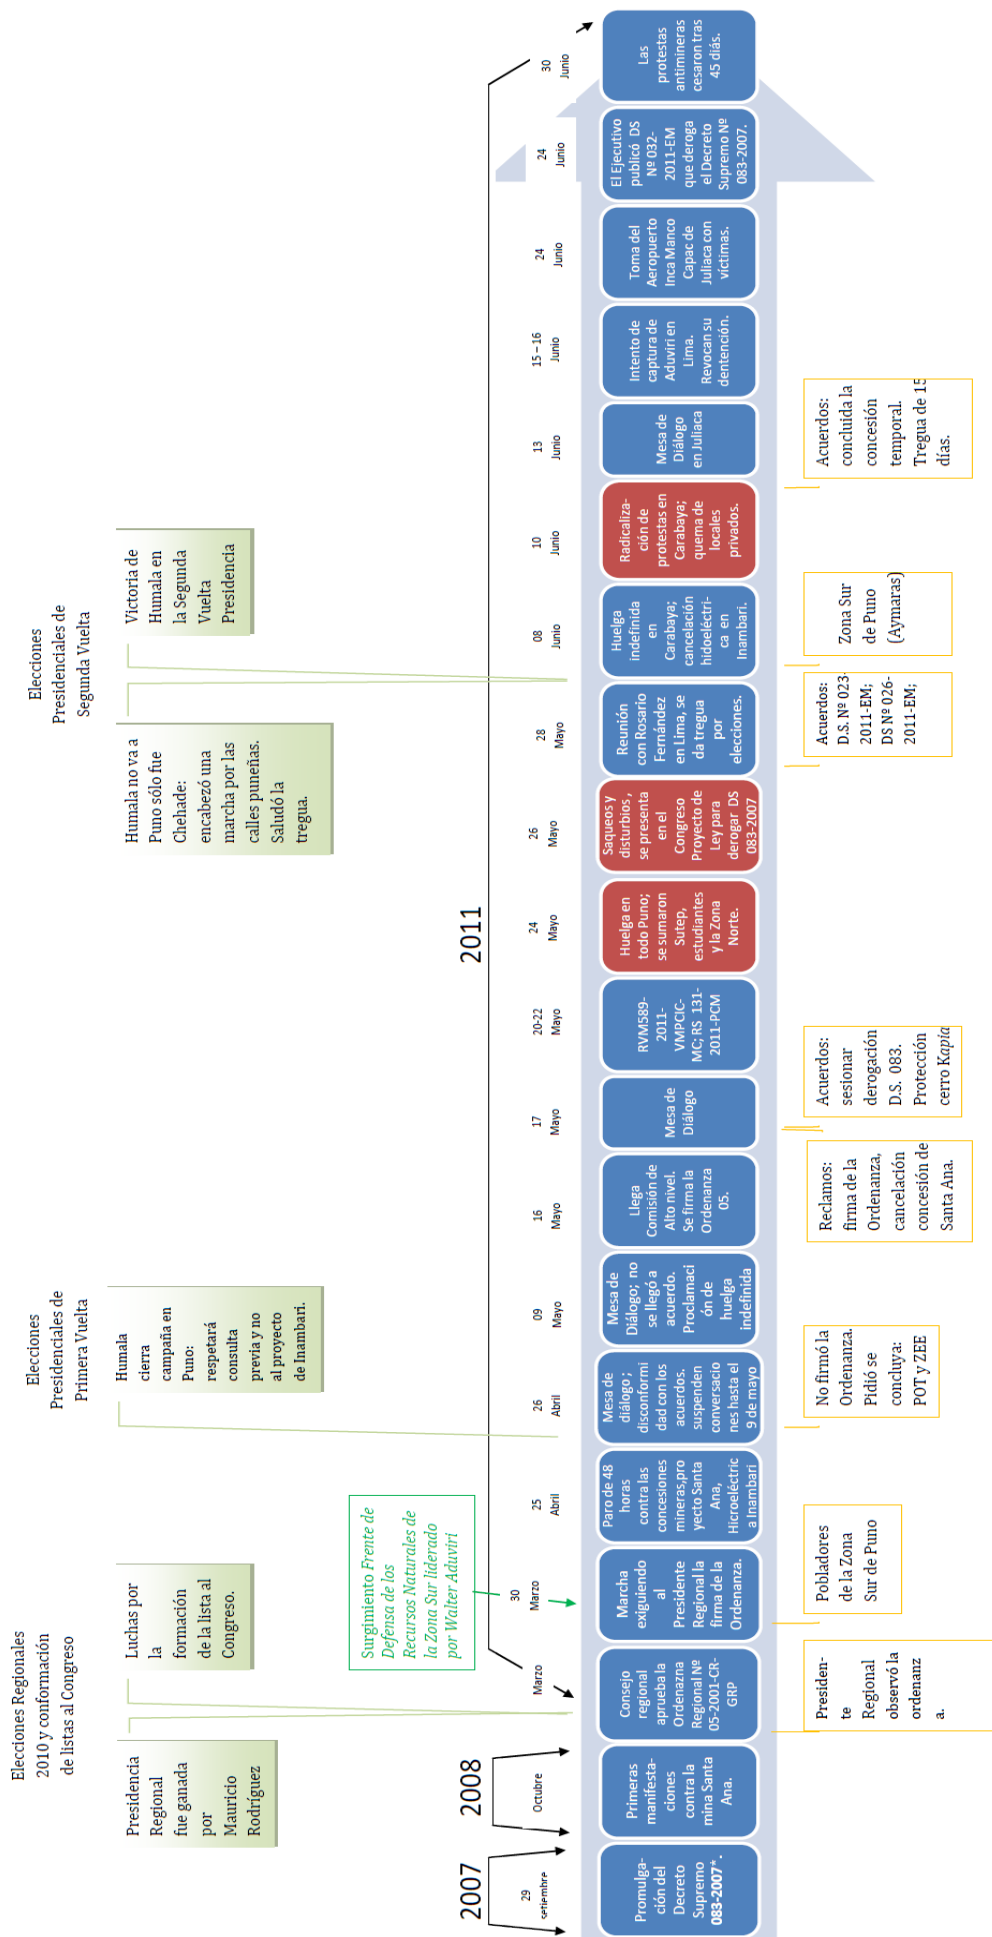 Elecciones Regionales
2010 y conformación
de listas al Congreso
Elecciones
Presidenciales de
Primera Vuelta
Elecciones
Presidenciales de
Segunda Vuelta
Presidencia
Regional
fue ganada
por
Mauricio
Rodríguez
Luchas por
la
formación
de la lista al
Congreso.
Humala
cierra
campaña en
Puno:
respetará
consulta
previa y no
al proyecto
de Inambari.
Humala no va a
Puno sólo fue
Chehade:
encabezó una
marcha por las
calles puneñas.
Saludó la
tregua.
Victoria de
Humala en
la Segunda
Vuelta
Presidencia
Surgimiento Frente de
Defensa de los
Recursos Naturales de
la Zona Sur liderado
por Walter Aduviri
2007
2008
2011
29
setiembre
Octubre
Marzo
30
Marzo
25
Abril
26
Abril
09
Mayo
16
Mayo
17
Mayo
20-22
Mayo
24
Mayo
26
Mayo
28
Mayo
08
Junio
10
Junio
13
Junio
15 – 16
Junio
24
Junio
24
Junio
30
Junio
Promulga-
ción del
Decreto
Supremo
083-2007*.
Primeras
manifesta-
ciones
contra la
mina Santa
Ana.
Consejo
regional
aprueba la
Ordenazna
Regional Nº
05-2001-CR-
GRP
Marcha
exiguiendo
al
Presidente
Regional la
firma de la
Ordenanza.
Paro de 48
horas
contra las
concesiones
mineras,pro
yecto Santa
Ana,
Hicroeléctric
a Inambari
Mesa de
diálogo ;
disconformi
dad con los
acuerdos.
suspenden
conversacio
nes hasta el
9 de mayo
Mesa de
Diálogo; no
se llegó a
acuerdo.
Proclamaci
ón de
huelga
indefinida
Llega
Comisión de
Alto nivel.
Se firma la
Ordenanza
05.
Mesa de
Diálogo
RVM589-
2011-
VMPCIC-
MC; RS 131-
2011-PCM
Huelga en
todo Puno;
se sumaron
Sutep,
estudiantes
y la Zona
Norte.
Saqueos y
disturbios ,
se presenta
en el
Congreso
Proyecto de
Ley para
derogar DS
083-2007
Reunión
con Rosario
Fernández
en Lima, se
da tregua
por
elecciones.
Huelga
indefinida
en
Carabaya;
cancelación
hidoeléctri-
ca en
Inambari.
Radicaliza-
ción de
protestas en
Carabaya;
quema de
locales
privados.
Mesa de
Diálogo
en Juliaca
Intento de
captura de
Aduviri en
Lima.
Revocan su
dentención.
Toma del
Aeropuerto
Inca Manco
Capac de
Juliaca con
víctimas.
El Ejecutivo
publicó DS
Nº 032-
2011-EM
que deroga
el Decreto
Supremo Nº
083-2007.
Las
protestas
antimineras
cesaron tras
45 diás.
Presiden-
te
Regional
observó la
ordenanz
a.
Pobladores
de la Zona
Sur de Puno
No firmó la
Ordenanza.
Pidió se
concluya:
POT y ZEE
Reclamos:
firma de la
Ordenanza,
cancelación
concesión de
Santa Ana.
Acuerdos:
sesionar
derogación
D.S. 083.
Protección
cerro Kapia
Acuerdos:
D.S. Nº 023-
2011-EM;
DS Nº 026-
2011-EM;
Zona Sur
de Puno
(Aymaras)
Acuerdos:
concluida la
concesión
temporal.
Tregua de 15
días.